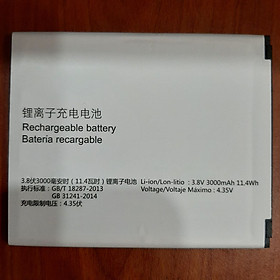 锂离子充电电池
Rechargeable battery
Batería recargable
3.8伏3000毫安时（11.4瓦时）锂离子电池
执行标准：GB/T 18287-2013
GB 31241-2014
充电限制电压：4.35伏
Li-ion/Lon-litio : 3.8V 3000mAh 11.4Wh
Voltage/Voltaje Máximo : 4.35V